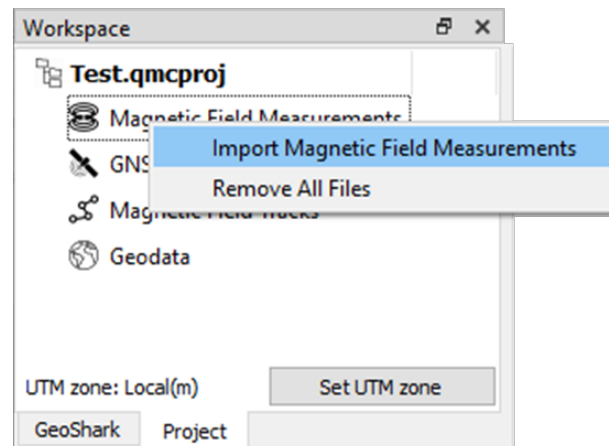 Workspace
Test.qmcproj
Magnetic Field Measurements
Import Magnetic Field Measurements
GNS
Remove All Files
Magnetic Field Tracks
Geodata
UTM zone: Local(m)
Set UTM zone
GeoShark
Project